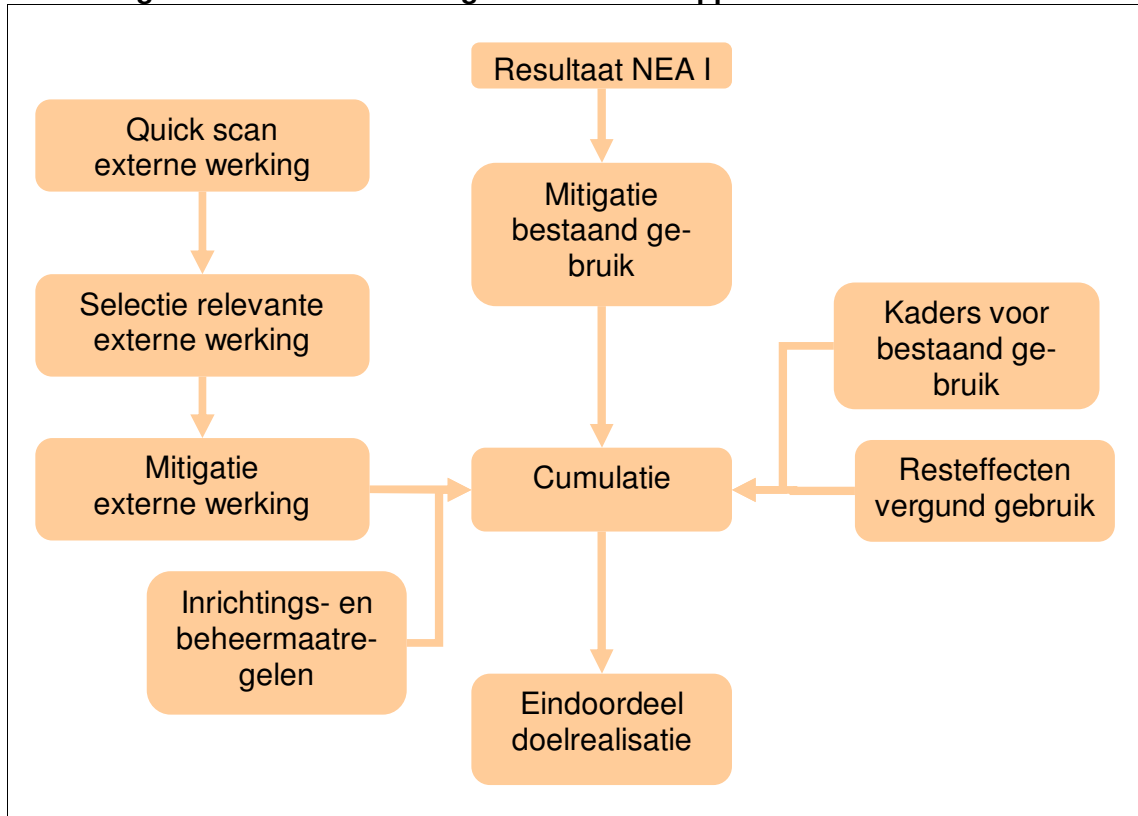 Resultaat NEA I
Quick scan
externe werking
Mitigatie
bestaand ge-
bruik
Selectie relevante
externe werking
Kaders voor
bestaand ge-
bruik
Mitigatie
externe werking
Cumulatie
Resteffecten
vergund gebruik
Inrichtings- en
beheermaatre-
gelen
Eindoordeel
doelrealisatie